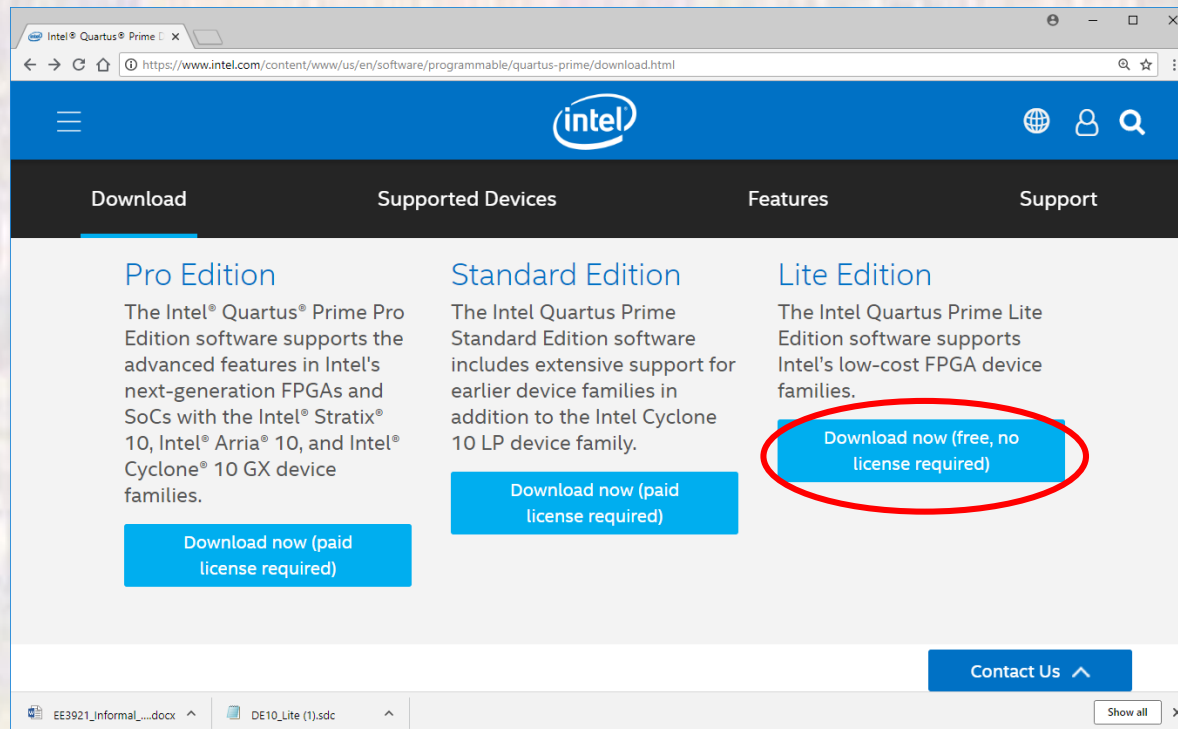 Intel® Quartus® Prime D
https://www.intel.com/content/www/us/en/software/programmable/quartus-prime/download.html
intel
Download Supported Devices Features Support
Pro Edition
The Intel® Quartus® Prime Pro
Edition software supports the
advanced features in Intel's
next-generation FPGAs and
SoCs with the Intel® Stratix®
10, Intel® Arria® 10, and Intel®
Cyclone® 10 GX device
families.
Download now (paid
license required)
Standard Edition
The Intel Quartus Prime
Standard Edition software
includes extensive support for
earlier device families in
addition to the Intel Cyclone
10 LP device family.
Download now (paid
license required)
Lite Edition
The Intel Quartus Prime Lite
Edition software supports
Intel’s low-cost FPGA device
families.
Download now (free, no
license required)
Contact Us
EE3921_Informal_....docx DE10_Lite (1).sdc Show all